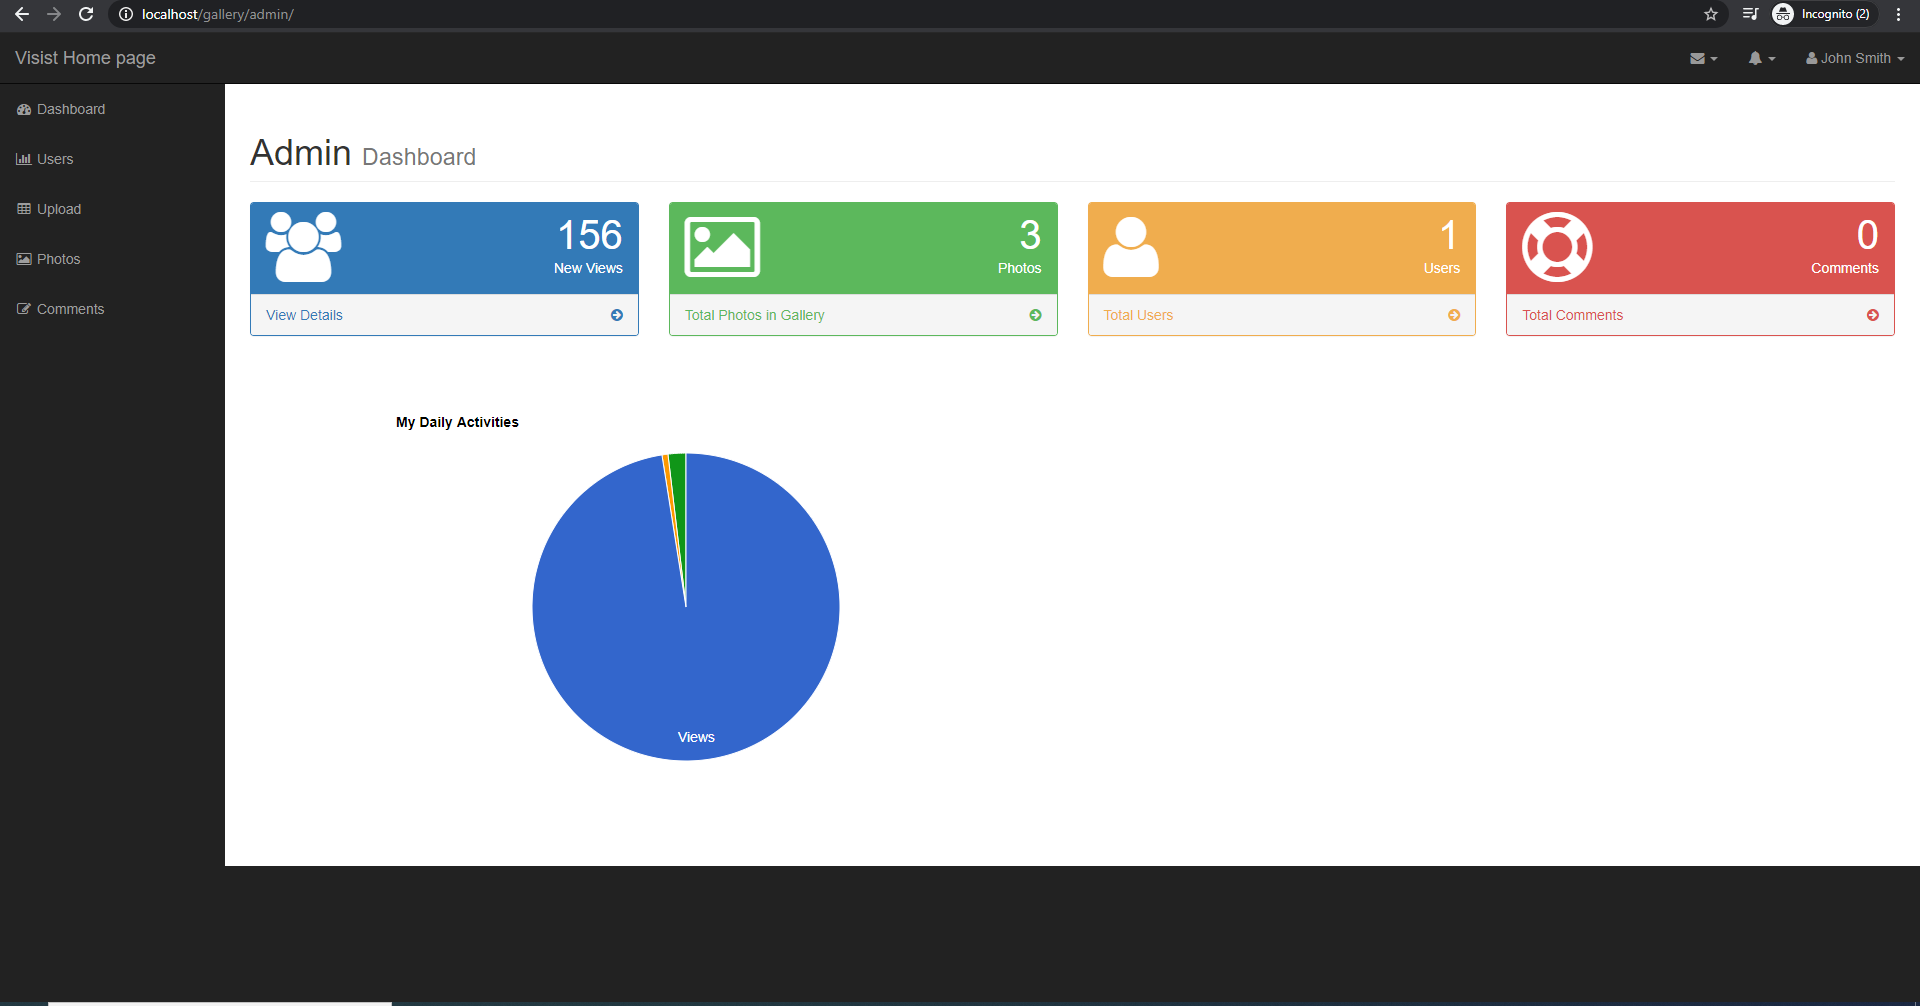 localhost/gallery/admin/
Incognito (2)
Visist Home page
John Smith
Dashboard
Users
Upload
Photos
Comments
Admin Dashboard
156
New Views
View Details
3
Photos
Total Photos in Gallery
1
Users
Total Users
0
Comments
Total Comments
My Daily Activities
Views